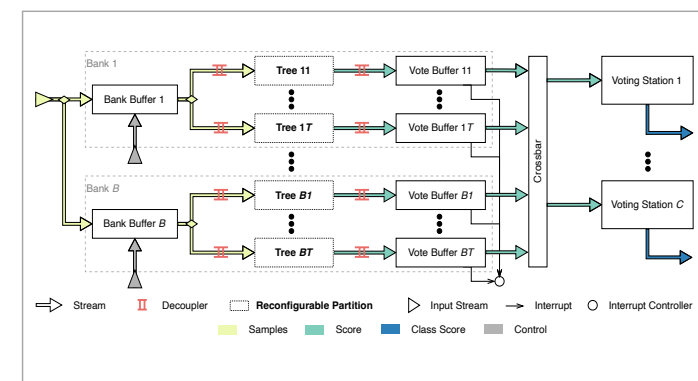 Bank 1
Bank Buffer 1
Tree 11
Vote Buffer 11
Tree 1T
Vote Buffer 1T
Bank B
Bank Buffer B
Tree B1
Vote Buffer B1
Tree BT
Vote Buffer BT
Crossbar
Voting Station 1
Voting Station C
Stream
Decoupler
Reconfigurable Partition
Input Stream
Interrupt
Interrupt Controller
Samples
Score
Class Score
Control